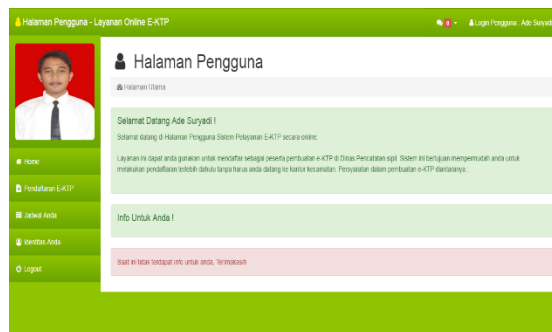 Halaman Pengguna - Layanan Online E-KTP
0
Login Pengguna : Ade Suryadi
Halaman Pengguna
Halaman Utama
Selamat Datang Ade Suryadi !
Selamat datang di Halaman Pengguna Sistem Pelayanan E-KTP secara online.
Layanan ini dapat anda gunakan untuk mendaftar sebagai peserta pembuatan e-KTP di Dinas Pencatatan sipil. Sistem ini bertujuan mempermudah anda untuk
melakukan pendaftaran terlebih dahulu tanpa harus anda datang ke kantor kecamatan. Persyaratan dalam pembuatan e-KTP diantaranya :
Home
Pendaftaran E-KTP
Jadwal Anda
Identitas Anda
Logout
Info Untuk Anda !
Saat ini tidak terdapat info untuk anda, Terimakasih